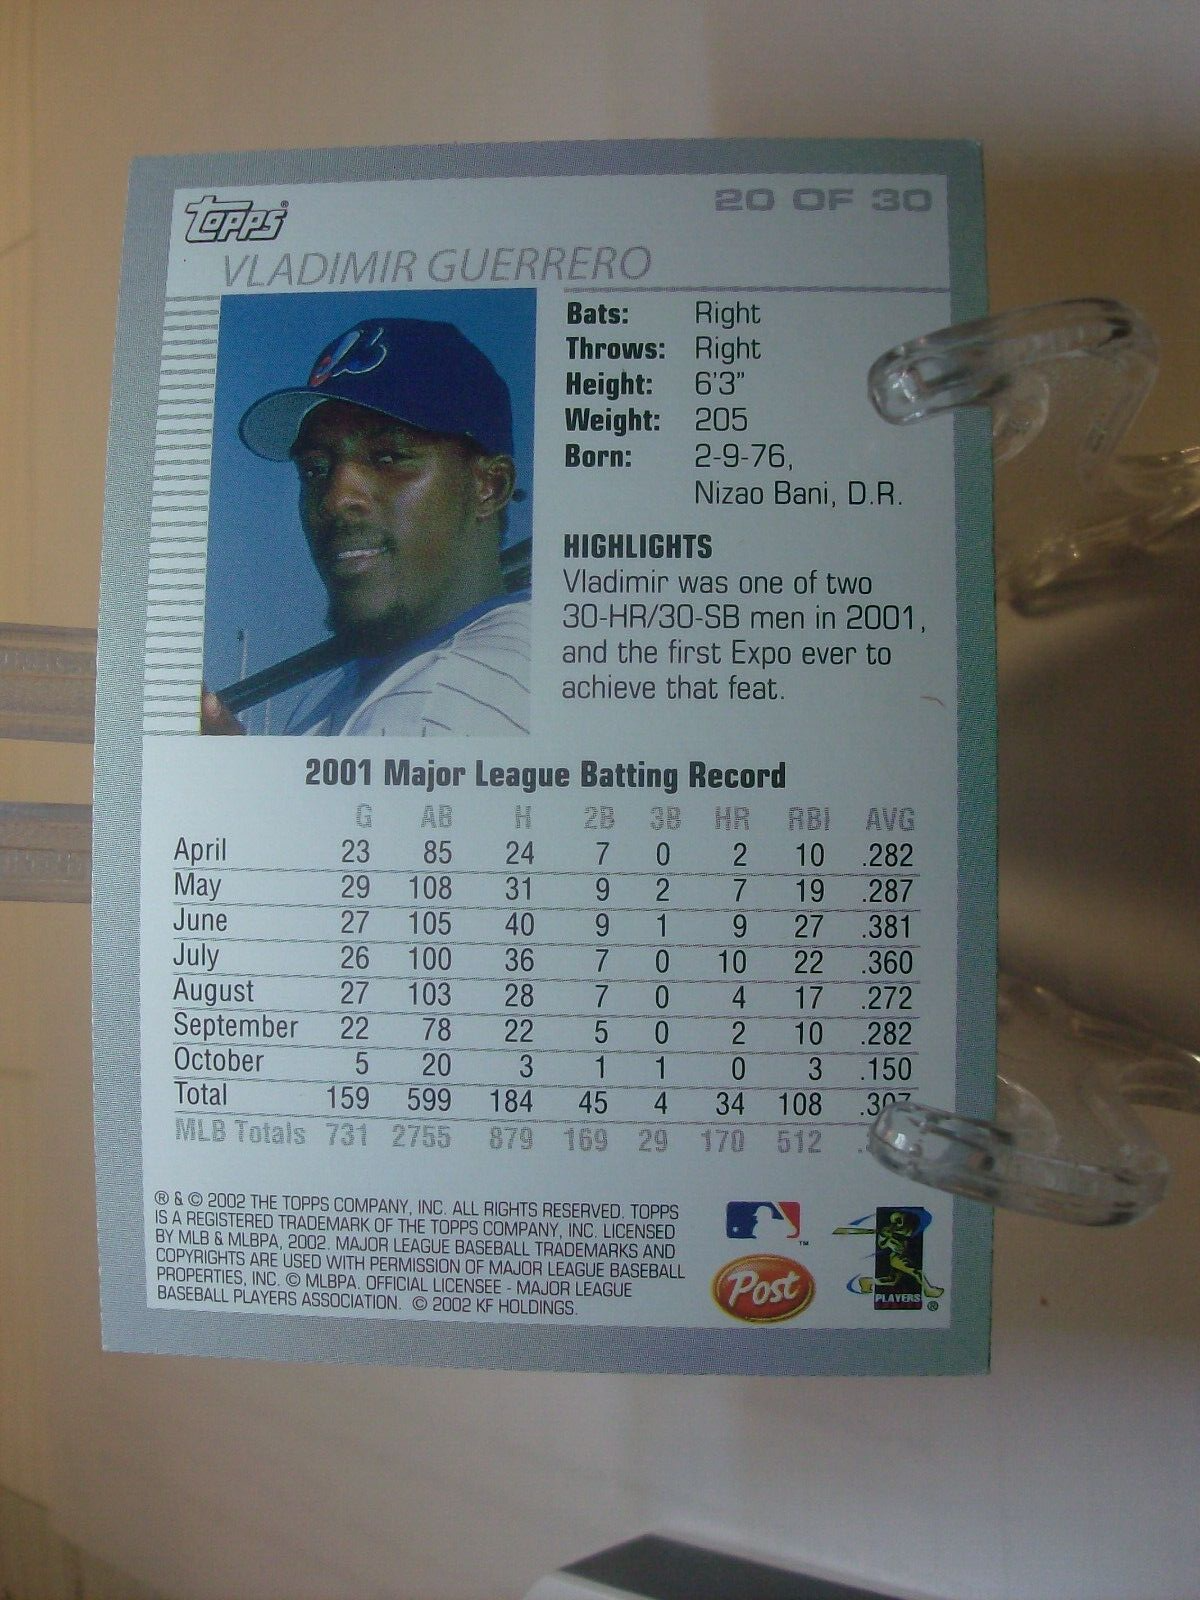 Topps®
20 OF 30
VLADIMIR GUERRERO
Bats: Right
Throws: Right
Height: 6'3"
Weight: 205
Born: 2-9-76,
Nizao Bani, D.R.
HIGHLIGHTS
Vladimir was one of two
30-HR/30-SB men in 2001,
and the first Expo ever to
achieve that feat.
2001 Major League Batting Record
G AB H 2B 3B HR RBI AVG
April 23 85 24 7 0 2 10 .282
May 29 108 31 9 2 7 19 .287
June 27 105 40 9 1 9 27 .381
July 26 100 36 7 0 10 22 .360
August 27 103 28 7 0 4 17 .272
September 22 78 22 5 0 2 10 .282
October 5 20 3 1 1 0 3 .150
Total 159 599 184 45 4 34 108 .307
MLB Totals 731 2755 879 169 29 170 512
® & © 2002 THE TOPPS COMPANY, INC. ALL RIGHTS RESERVED. TOPPS
IS A REGISTERED TRADEMARK OF THE TOPPS COMPANY, INC. LICENSED
BY MLB & MLBPA, 2002. MAJOR LEAGUE BASEBALL TRADEMARKS AND
COPYRIGHTS ARE USED WITH PERMISSION OF MAJOR LEAGUE BASEBALL
PROPERTIES, INC. © MLBPA. OFFICIAL LICENSEE - MAJOR LEAGUE
BASEBALL PLAYERS ASSOCIATION. © 2002 KF HOLDINGS.
™
Post
PLAYERS ®